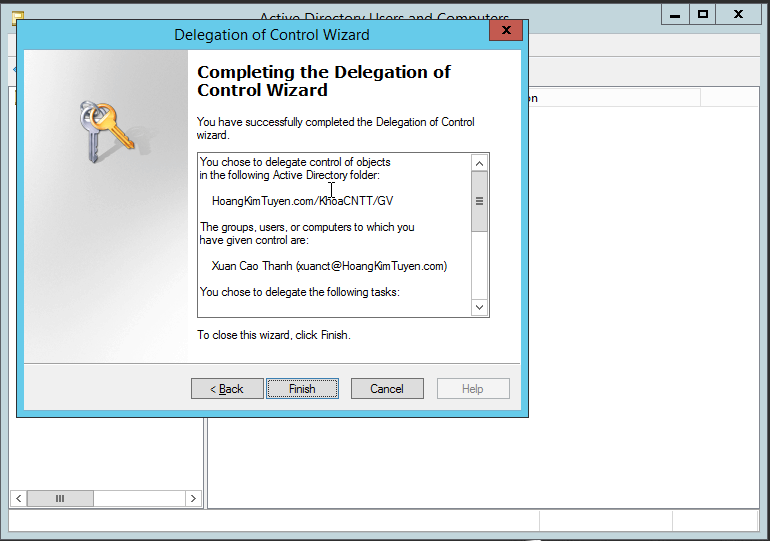 Active Directory Users and Computers
Delegation of Control Wizard
Completing the Delegation of
Control Wizard
You have successfully completed the Delegation of Control
wizard.
You chose to delegate control of objects
in the following Active Directory folder:
HoangKimTuyen.com/KhoaCNTT/GV
The groups, users, or computers to which you
have given control are:
Xuan Cao Thanh (xuanct@HoangKimTuyen.com)
You chose to delegate the following tasks:
To close this wizard, click Finish.
< Back
Finish
Cancel
Help